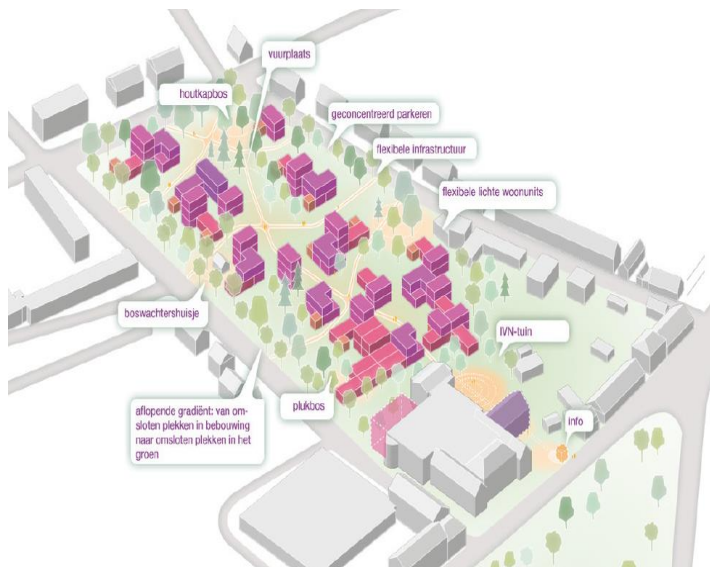 vuurplaats
houtkapbos
geconcentreerd parkeren
flexibele infrastructuur
flexibele lichte woonunits
boswachtershuisje
IVN-tuin
aflopende gradiënt: van om-
sloten plekken in bebouwing
naar omsloten plekken in het
groen
plukbos
info